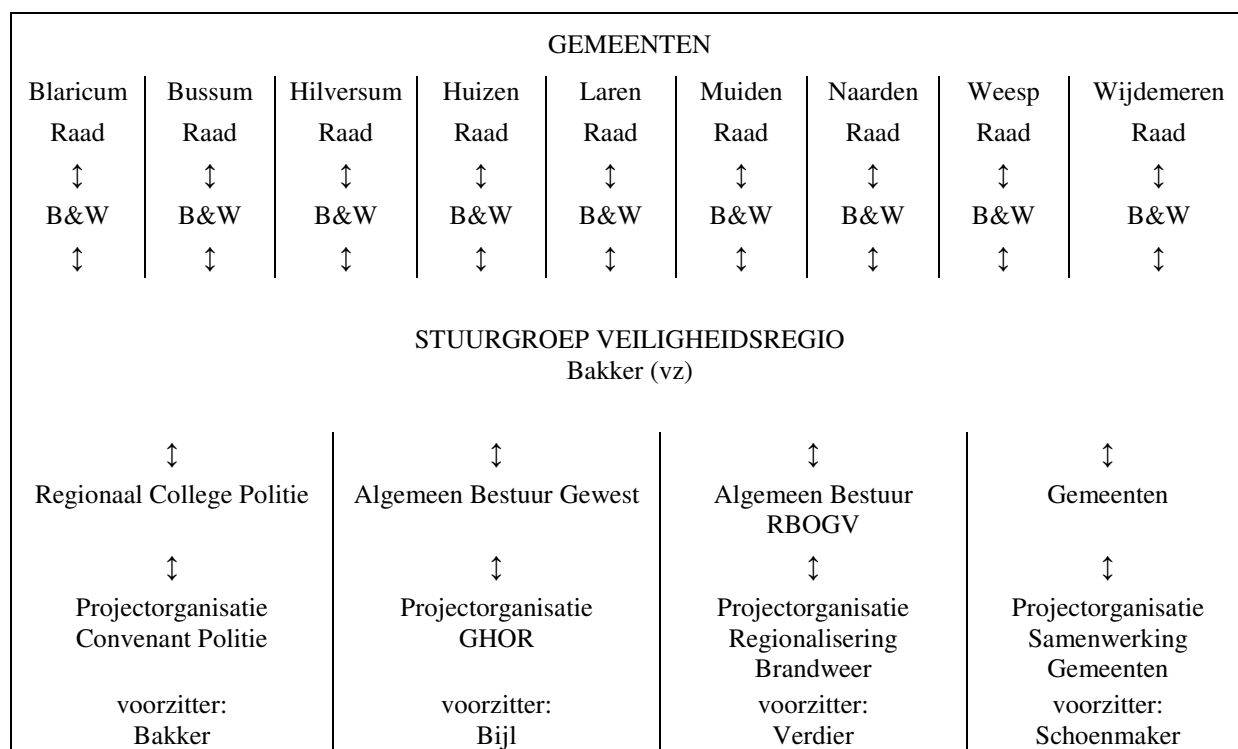 GEMEENTEN
Blaricum Bussum Hilversum Huizen Laren Muiden Naarden Weesp Wijdemeren
Raad Raad Raad Raad Raad Raad Raad Raad Raad
↕ ↕ ↕ ↕ ↕ ↕ ↕ ↕ ↕
B&W B&W B&W B&W B&W B&W B&W B&W B&W
↕ ↕ ↕ ↕ ↕ ↕ ↕ ↕ ↕
STUURGROEP VEILIGHEIDSREGIO
Bakker (vz)
↕ ↕ ↕ ↕
Regionaal College Politie Algemeen Bestuur Gewest Algemeen Bestuur Gemeenten
RBOGV
↕ ↕ ↕ ↕
Projectorganisatie Projectorganisatie Projectorganisatie Projectorganisatie
Convenant Politie GHOR Regionalisering Samenwerking
Brandweer Gemeenten
voorzitter: voorzitter: voorzitter: voorzitter:
Bakker Bijl Verdier Schoenmaker